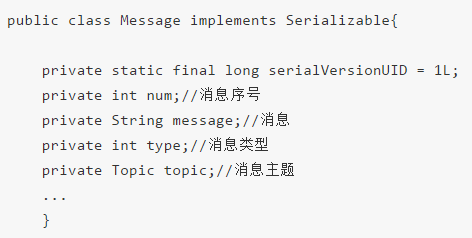 public class Message implements Serializable{
private static final long serialVersionUID = 1L;
private int num;//消息序号
private String message;//消息
private int type;//消息类型
private Topic topic;//消息主题
...
}